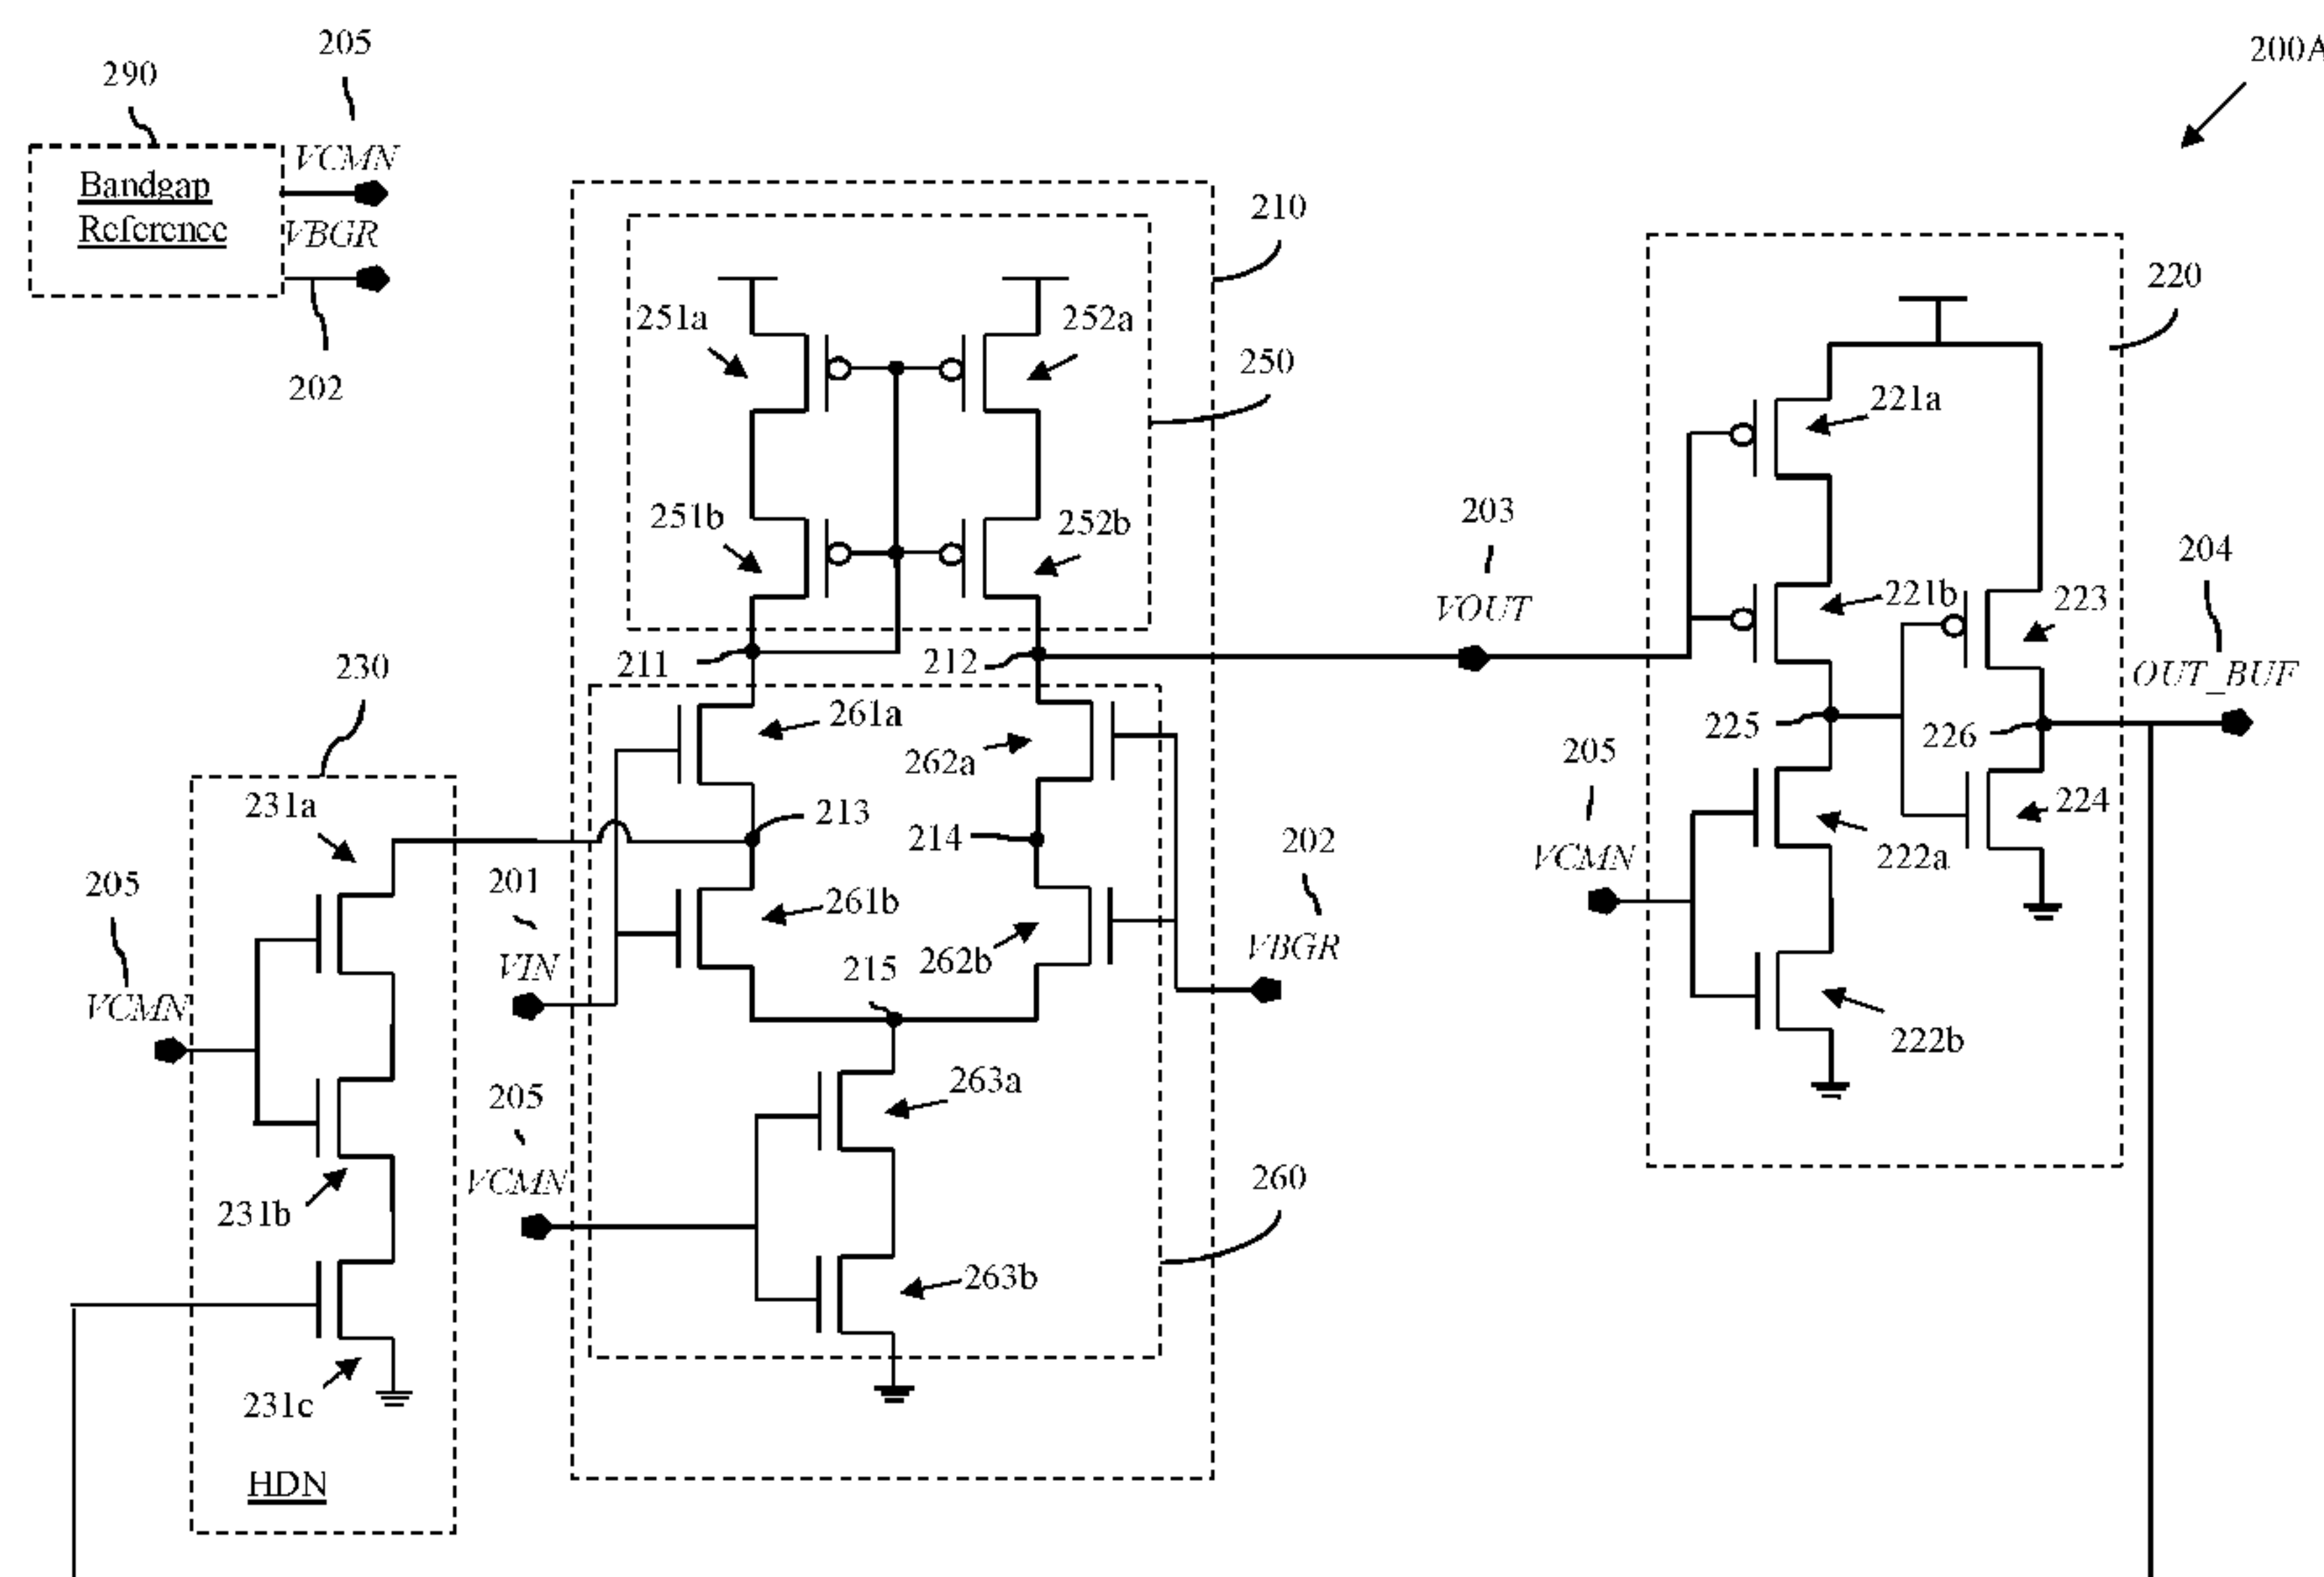 205
200A
290
VCMN
Bandgap
Reference
VBGR
202
210
220
251a
252a
250
221a
251b
252b
203
VOUT
204
221b
223
211
212
OUT_BUF
230
261a
262a
225
226
231a
213
214
202
205
224
205
201
VCMN
222a
261b
VIN
215
262b
VBGR
VCMN
222b
205
263a
VCMN
260
231b
263b
231c
HDN